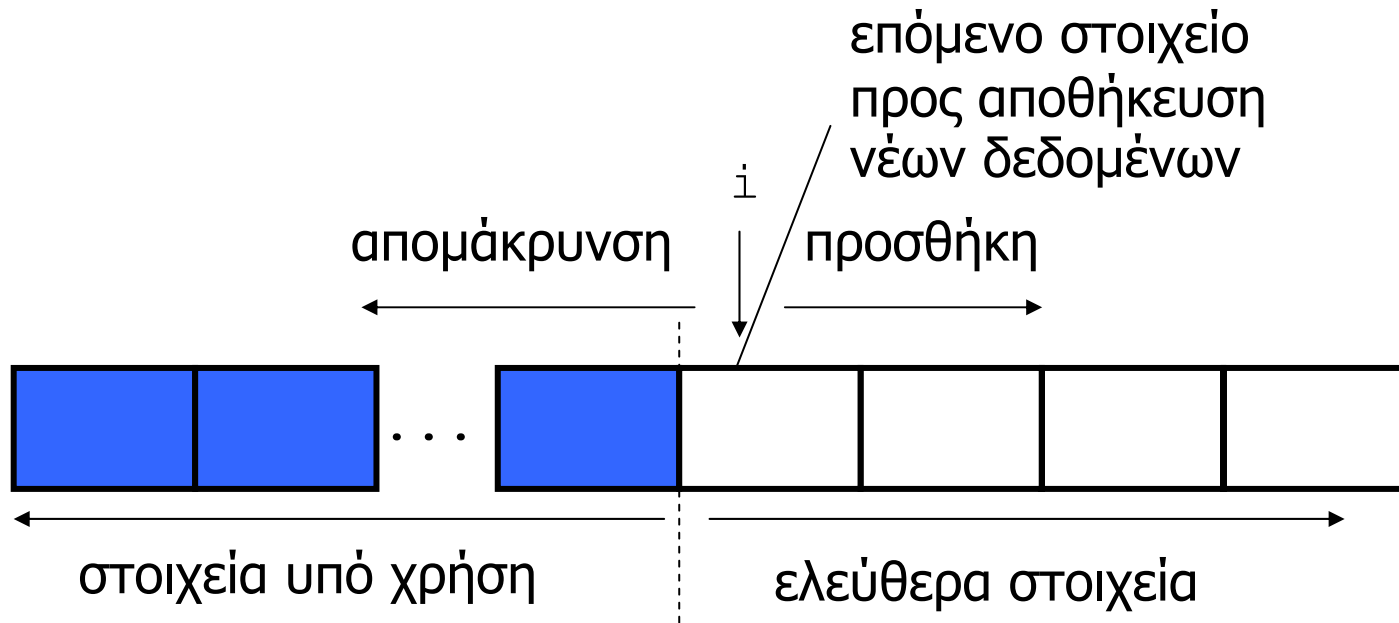 επόμενο στοιχείο
προς αποθήκευση
νέων δεδομένων
i
απομάκρυνση
προσθήκη
...
στοιχεία υπό χρήση
ελεύθερα στοιχεία